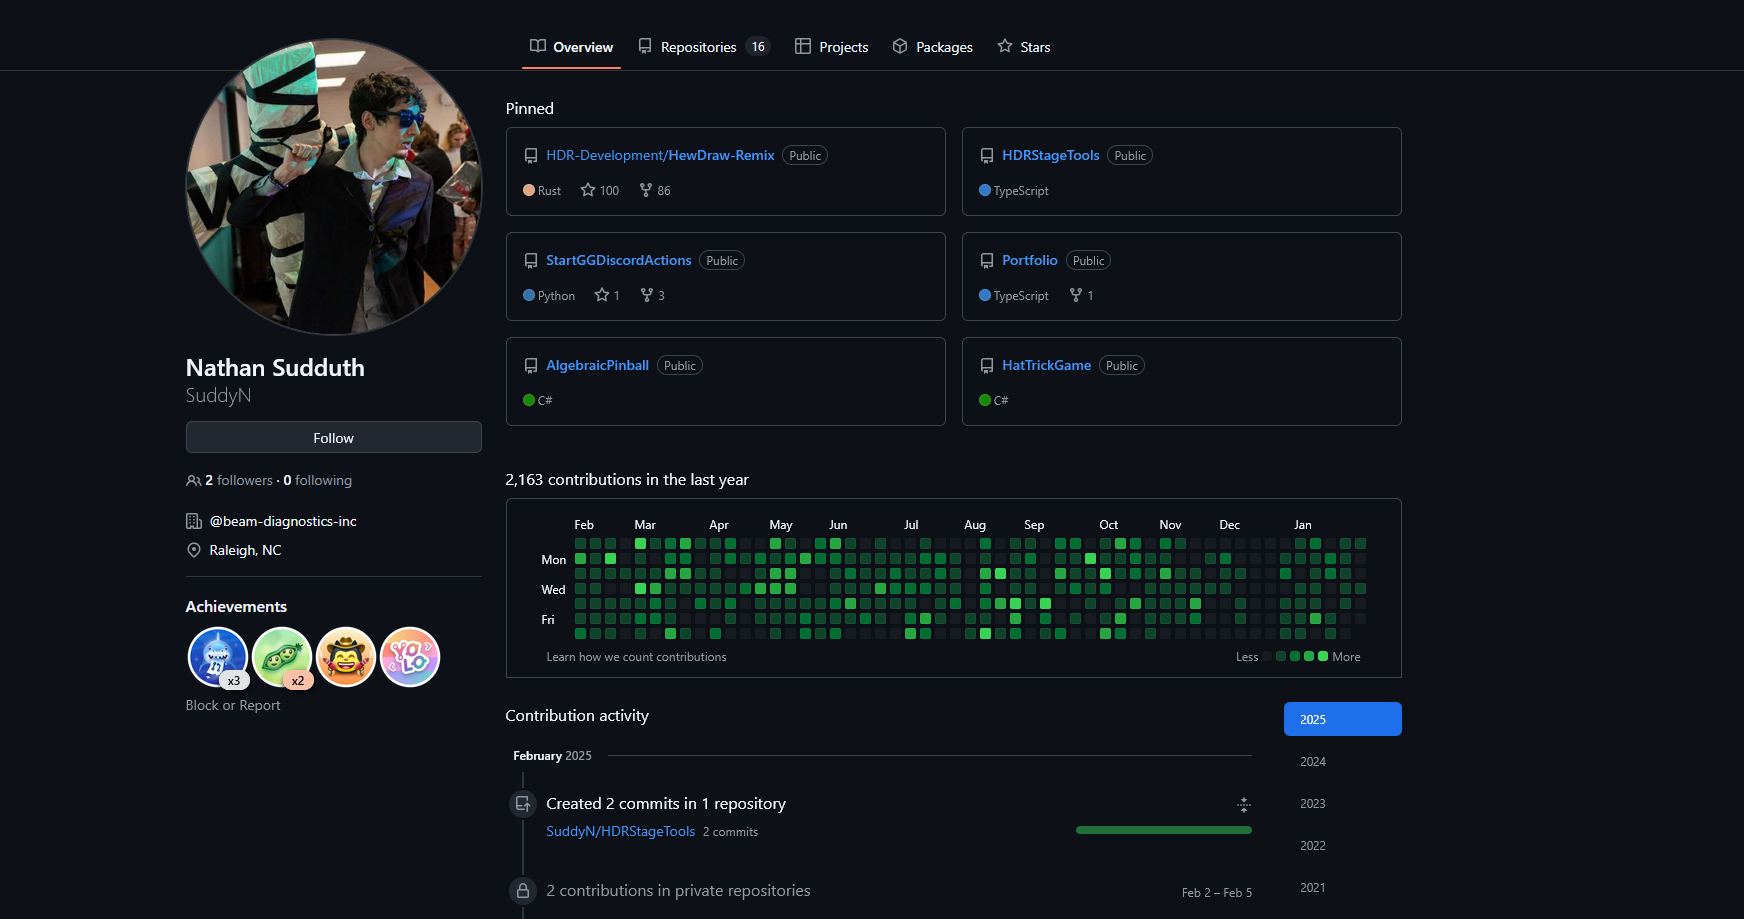 Overview
Repositories 16
Projects
Packages
Stars
Nathan Sudduth
SuddyN
Follow
2 followers · 0 following
@beam-diagnostics-inc
Raleigh, NC
Achievements
x3
x2
YOLO
Block or Report
Pinned
HDR-Development/HewDraw-Remix Public
Rust 100 86
HDRStageTools Public
TypeScript
StartGGDiscordActions Public
Python 1 3
Portfolio Public
TypeScript 1
AlgebraicPinball Public
C#
HatTrickGame Public
C#
2,163 contributions in the last year
Feb Mar Apr May Jun Jul Aug Sep Oct Nov Dec Jan
Mon
Wed
Fri
Learn how we count contributions
Less More
Contribution activity
February 2025
Created 2 commits in 1 repository
SuddyN/HDRStageTools 2 commits
2 contributions in private repositories Feb 2 – Feb 5
2025
2024
2023
2022
2021